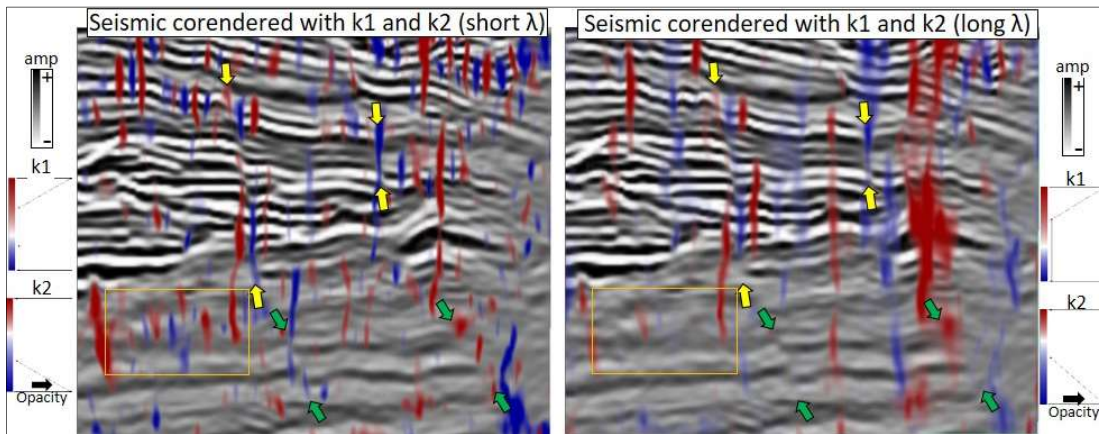 Seismic corendered with k1 and k2 (short λ)
Seismic corendered with k1 and k2 (long λ)
amp
+
-
k1
k2
Opacity
amp
+
-
k1
k2
Opacity